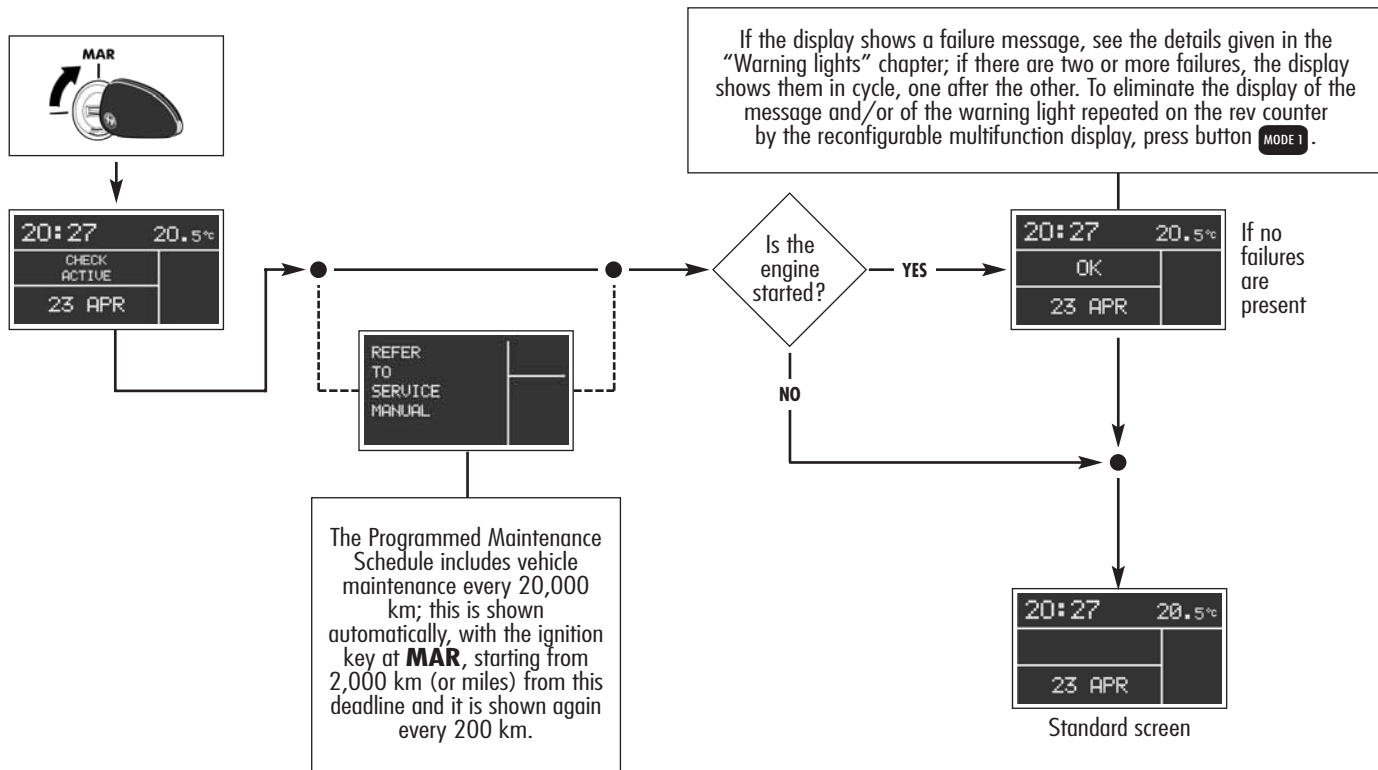 MAR
If the display shows a failure message, see the details given in the
“Warning lights” chapter; if there are two or more failures, the display
shows them in cycle, one after the other. To eliminate the display of the
message and/or of the warning light repeated on the rev counter
by the reconfigurable multifunction display, press button MODE 1 .
20:27 20.5°C
CHECK
ACTIVE
23 APR
REFER
TO
SERVICE
MANUAL
The Programmed Maintenance
Schedule includes vehicle
maintenance every 20,000
km; this is shown
automatically, with the ignition
key at MAR, starting from
2,000 km (or miles) from this
deadline and it is shown again
every 200 km.
Is the
engine
started?
YES
NO
20:27 20.5°C
OK
23 APR
If no
failures
are
present
20:27 20.5°C
23 APR
Standard screen